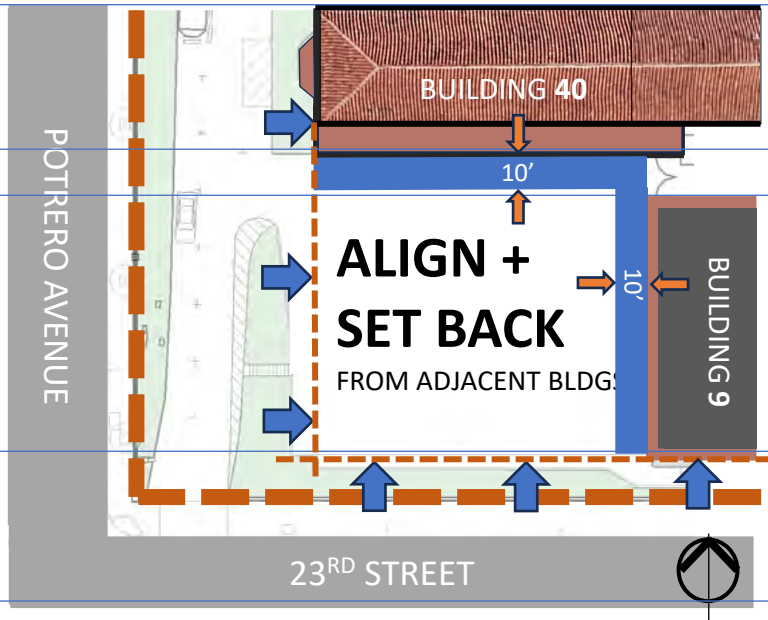 BUILDING 40
10’
POTRERO AVENUE
ALIGN +
SET BACK
FROM ADJACENT BLDGS
10’
BUILDING 9
23RD STREET